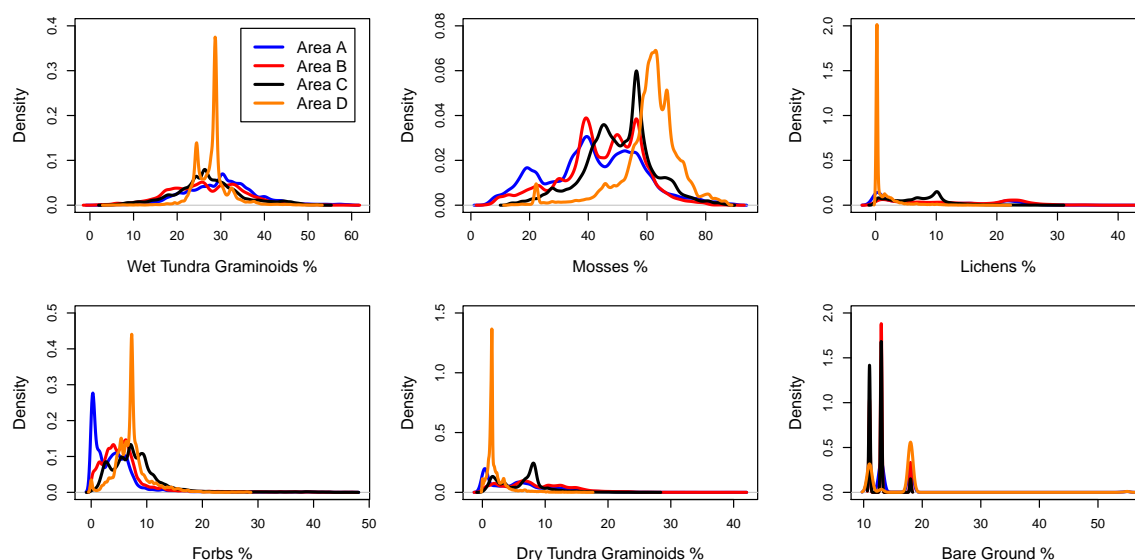 Density
0.0 0.1 0.2 0.3 0.4
0 10 20 30 40 50 60
Wet Tundra Graminoids %
Area A
Area B
Area C
Area D
Density
0.00 0.02 0.04 0.06 0.08
0 20 40 60 80
Mosses %
Density
0.0 0.5 1.0 1.5 2.0
0 10 20 30 40
Lichens %
Density
0.0 0.1 0.2 0.3 0.4 0.5
0 10 20 30 40 50
Forbs %
Density
0.0 0.5 1.0 1.5
0 10 20 30 40
Dry Tundra Graminoids %
Density
0.0 0.5 1.0 1.5 2.0
10 20 30 40 50
Bare Ground %